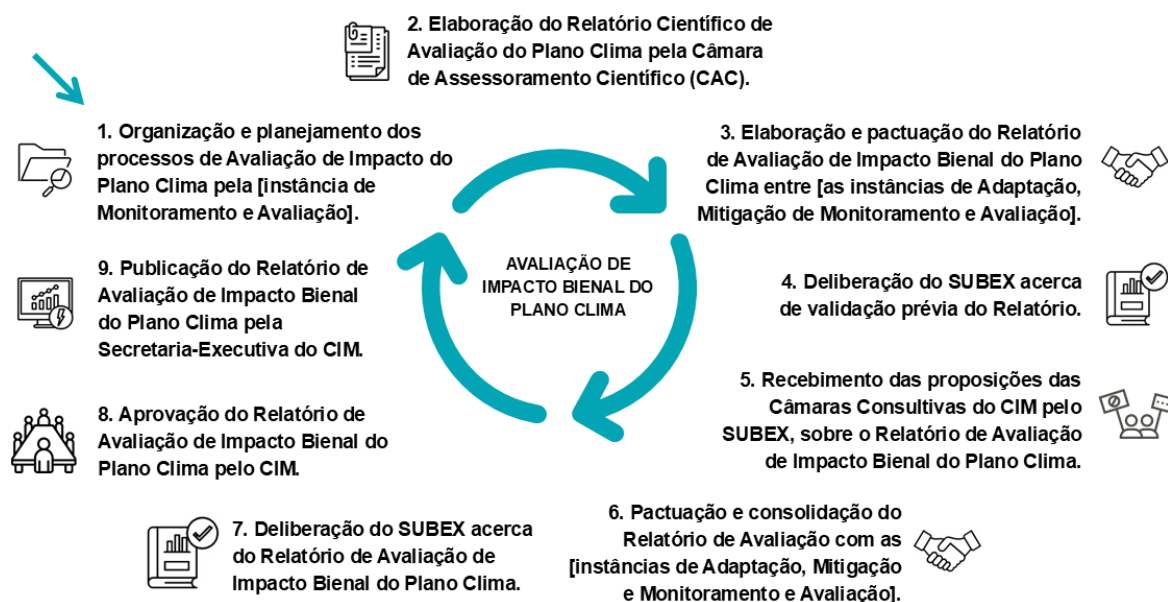 2. Elaboração do Relatório Científico de
Avaliação do Plano Clima pela Câmara
de Assessoramento Científico (CAC).
1. Organização e planejamento dos
processos de Avaliação de Impacto do
Plano Clima pela [instância de
Monitoramento e Avaliação].
3. Elaboração e pactuação do Relatório
de Avaliação de Impacto Bienal do Plano
Clima entre [as instâncias de Adaptação,
Mitigação de Monitoramento e Avaliação].
AVALIAÇÃO DE
IMPACTO BIENAL DO
PLANO CLIMA
9. Publicação do Relatório de
Avaliação de Impacto Bienal
do Plano Clima pela
Secretaria-Executiva do CIM.
4. Deliberação do SUBEX acerca
de validação prévia do Relatório.
5. Recebimento das proposições das
Câmaras Consultivas do CIM pelo
SUBEX, sobre o Relatório de Avaliação
de Impacto Bienal do Plano Clima.
8. Aprovação do Relatório de
Avaliação de Impacto Bienal do
Plano Clima pelo CIM.
7. Deliberação do SUBEX acerca
do Relatório de Avaliação de
Impacto Bienal do Plano Clima.
6. Pactuação e consolidação do
Relatório de Avaliação com as
[instâncias de Adaptação, Mitigação
e Monitoramento e Avaliação].